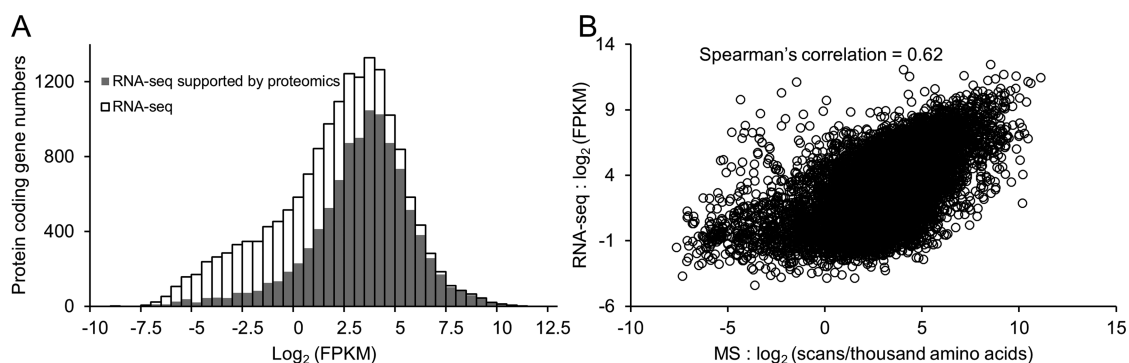 A
Protein coding gene numbers
1200
800
400
0
RNA-seq supported by proteomics
RNA-seq
-10 -7.5 -5 -2.5 0 2.5 5 7.5 10 12.5
Log2 (FPKM)
B
RNA-seq : log2 (FPKM)
14
9
4
-1
-6
Spearman's correlation = 0.62
-10 -5 0 5 10 15
MS : log2 (scans/thousand amino acids)